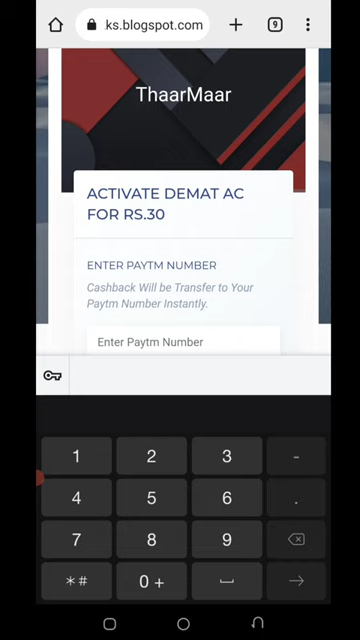 ks.blogspot.com
9
ThaarMaar
ACTIVATE DEMAT AC
FOR RS.30
ENTER PAYTM NUMBER
Cashback Will be Transfer to Your
Paytm Number Instantly.
Enter Paytm Number
1 2 3 -
4 5 6 .
7 8 9
*# 0 +